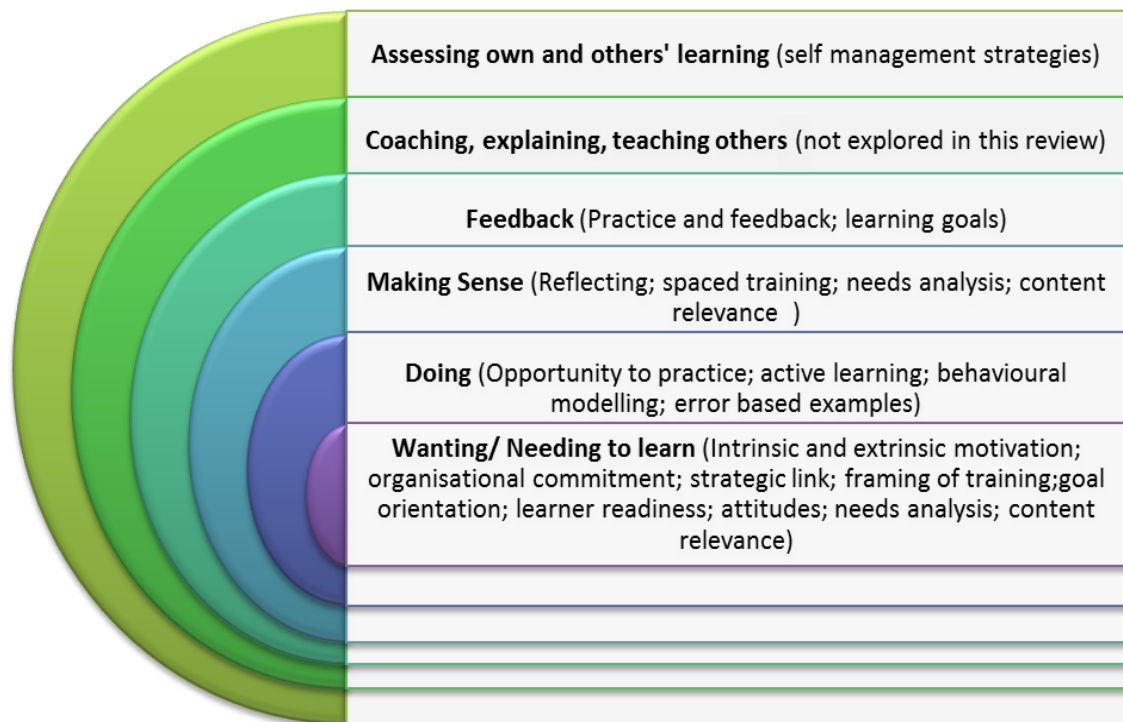 Assessing own and others' learning (self management strategies)
Coaching, explaining, teaching others (not explored in this review)
Feedback (Practice and feedback; learning goals)
Making Sense (Reflecting; spaced training; needs analysis; content
relevance  )
Doing (Opportunity to practice; active learning; behavioural
modelling; error based examples)
Wanting/ Needing to learn (Intrinsic and extrinsic motivation;
organisational commitment; strategic link; framing of training;goal
orientation; learner readiness; attitudes; needs analysis; content
relevance)